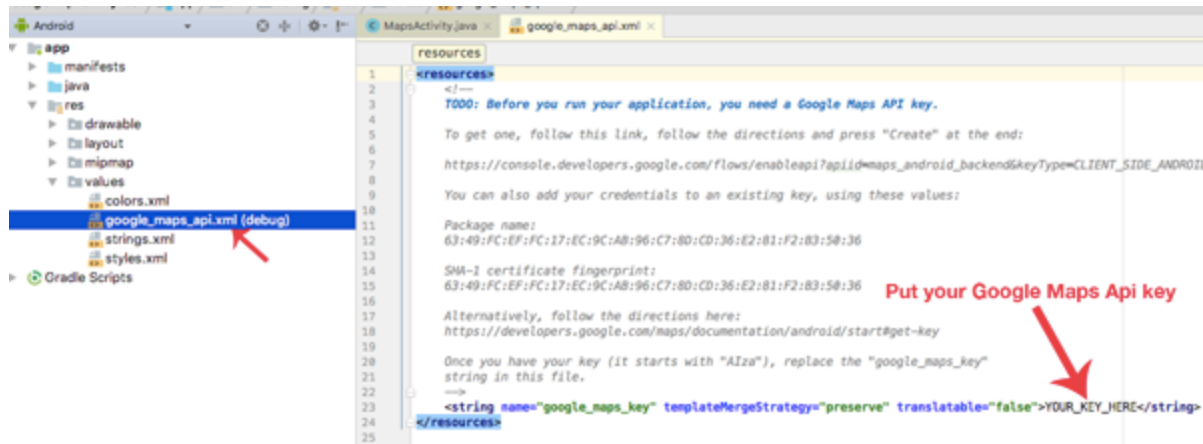 Android
MapsActivity.java
google_maps_api.xml
app
manifests
java
res
drawable
layout
mipmap
values
colors.xml
google_maps_api.xml (debug)
strings.xml
styles.xml
Gradle Scripts
resources
1 <resources>
2 <!--
3 TODO: Before you run your application, you need a Google Maps API key.
4
5 To get one, follow this link, follow the directions and press "Create" at the end:
6
7 https://console.developers.google.com/flows/enableapi?apiid=maps_android_backend&keyType=CLIENT_SIDE_ANDROID
8
9 You can also add your credentials to an existing key, using these values:
10
11 Package name:
12 63:49:FC:EF:FC:17:EC:9C:AB:96:C7:8D:CD:36:E2:81:F2:83:50:36
13
14 SHA-1 certificate fingerprint:
15 63:49:FC:EF:FC:17:EC:9C:AB:96:C7:8D:CD:36:E2:81:F2:83:50:36
16
17 Alternatively, follow the directions here:
18 https://developers.google.com/maps/documentation/android/start#get-key
19
20 Once you have your key (it starts with "AIza"), replace the "google_maps_key"
21 string in this file.
22 -->
23 <string name="google_maps_key" templateMergeStrategy="preserve" translatable="false">YOUR_KEY_HERE</string>
24 </resources>
25
Put your Google Maps Api key